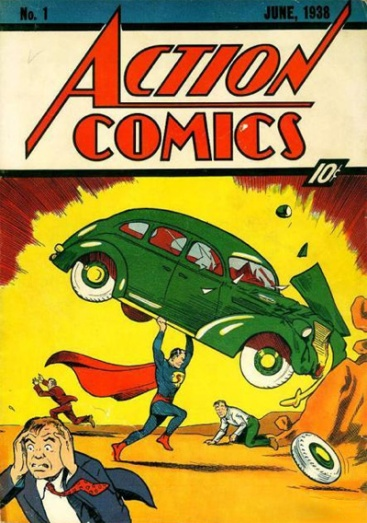 No. 1 JUNE, 1938
ACTION
COMICS
10¢